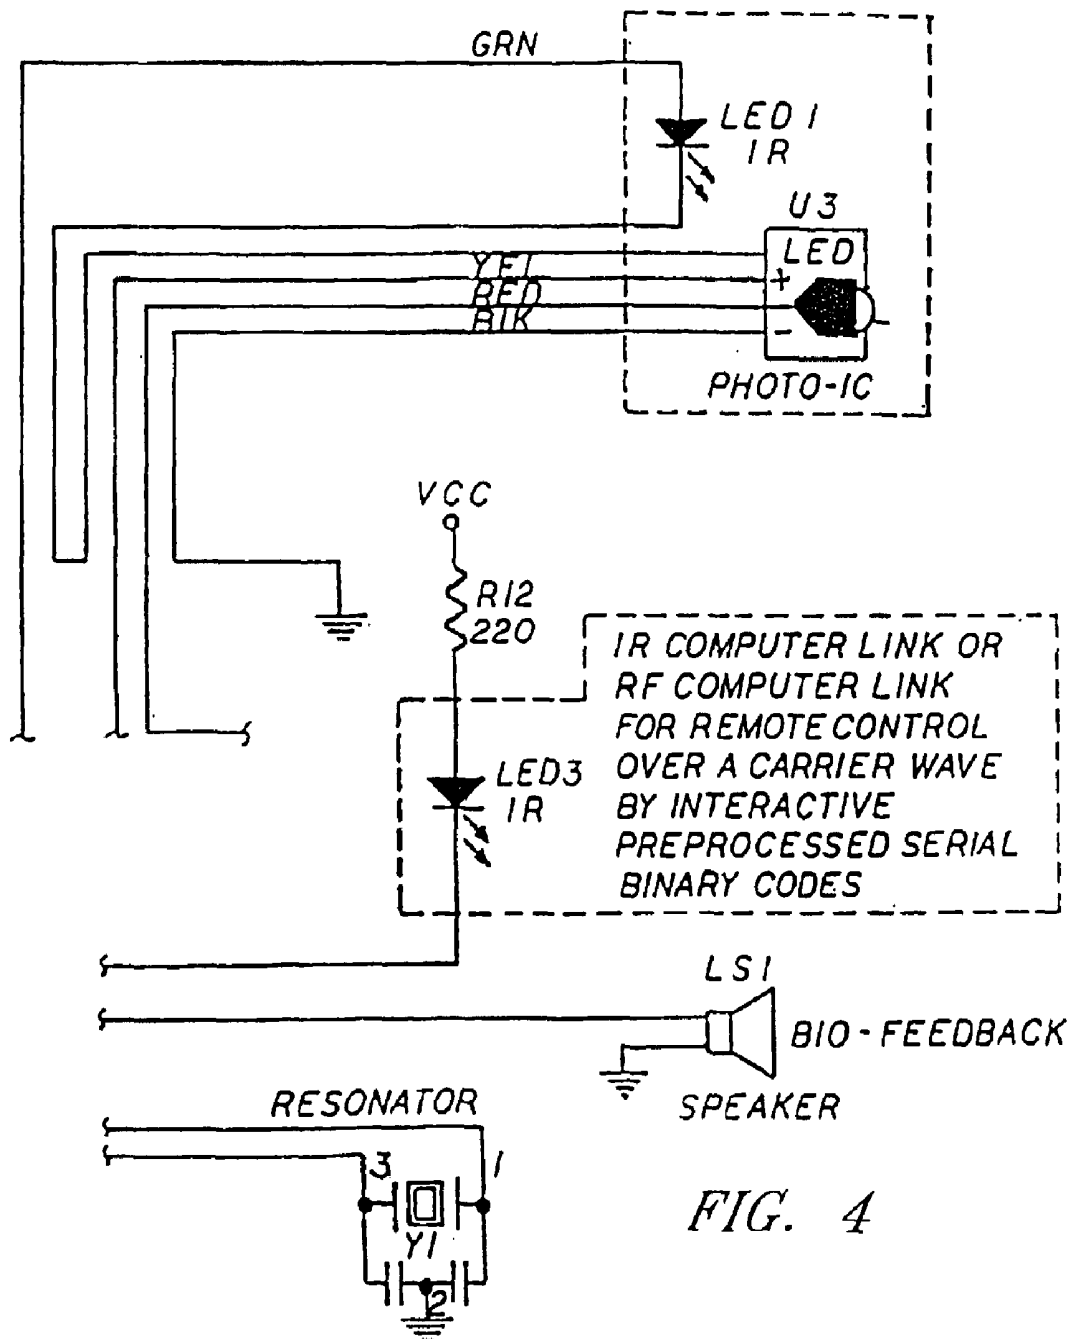 GRN
LED 1
IR
U3
LED
+
YEL
RED
BLK
-
PHOTO-IC
VCC
R12
220
IR COMPUTER LINK OR
RF COMPUTER LINK
FOR REMOTE CONTROL
OVER A CARRIER WAVE
BY INTERACTIVE
PREPROCESSED SERIAL
BINARY CODES
LED3
IR
LS1
BIO-FEEDBACK
SPEAKER
RESONATOR
3
1
Y1
2
FIG. 4